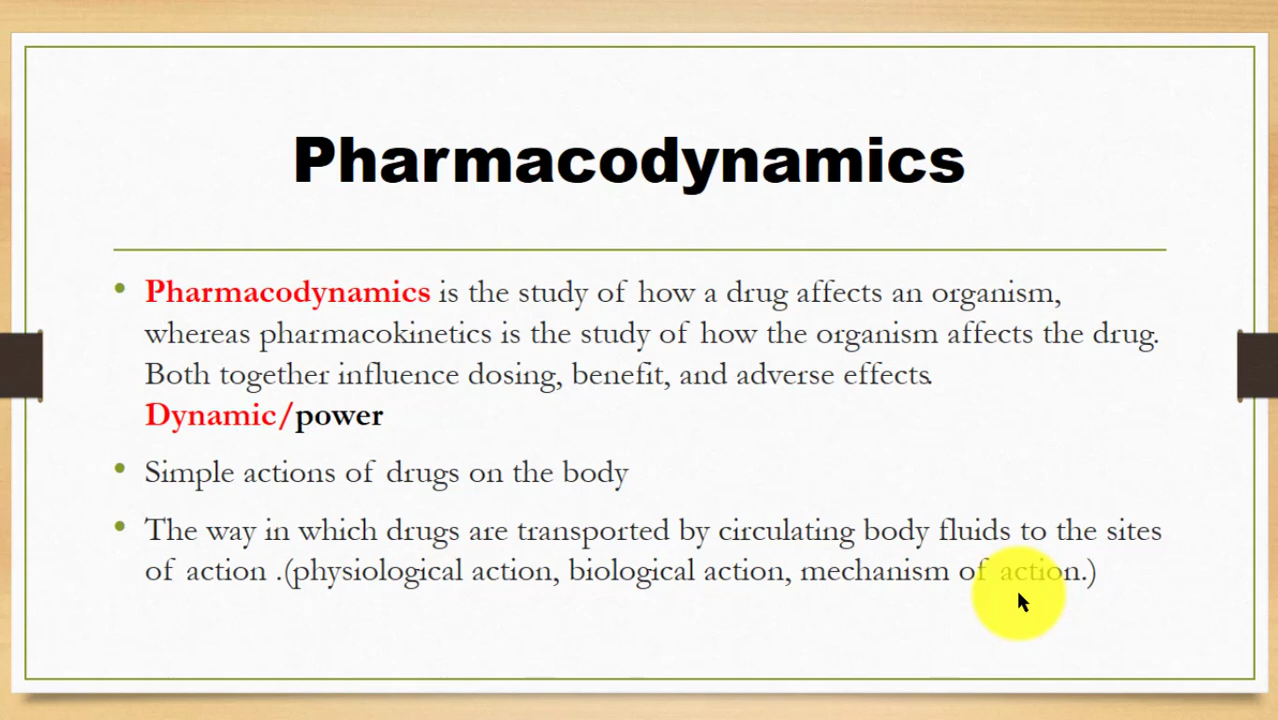 Pharmacodynamics
• Pharmacodynamics is the study of how a drug affects an organism,
whereas pharmacokinetics is the study of how the organism affects the drug.
Both together influence dosing, benefit, and adverse effects.
Dynamic/power
• Simple actions of drugs on the body
• The way in which drugs are transported by circulating body fluids to the sites
of action .(physiological action, biological action, mechanism of action.)